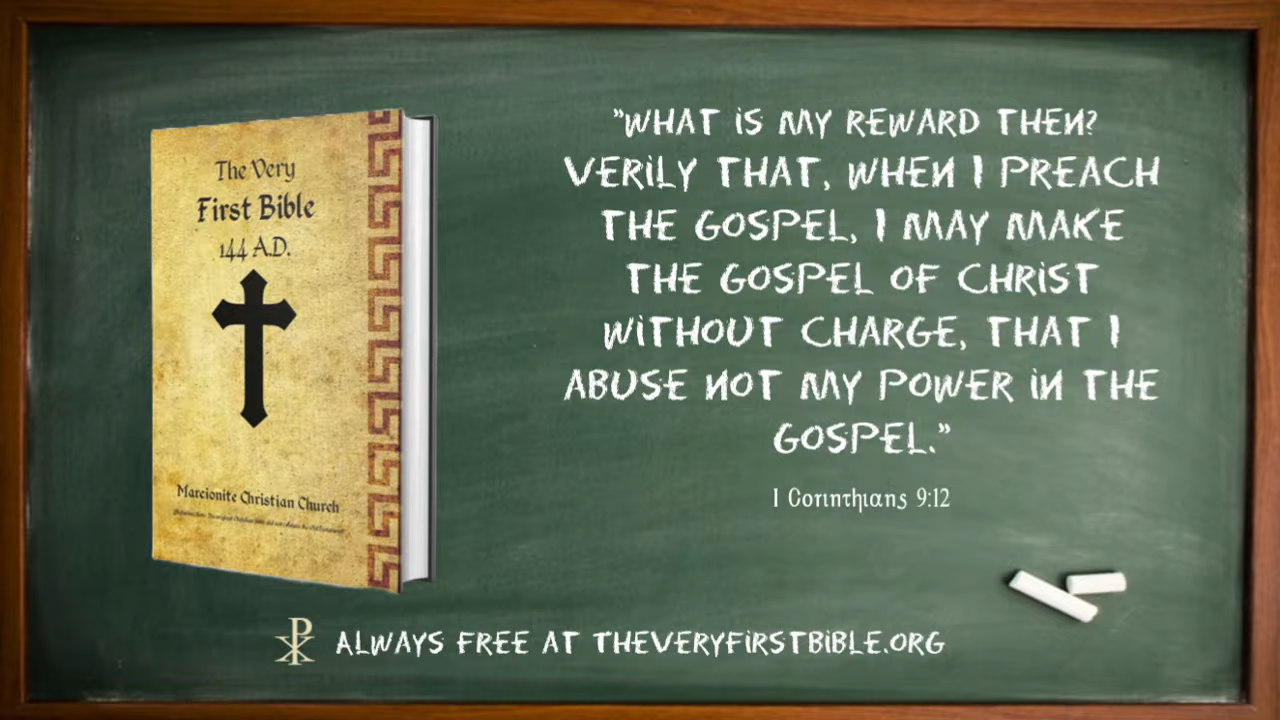 The Very
First Bible
144 A.D.
Marcionite Christian Church
"WHAT IS MY REWARD THEN?
VERILY THAT, WHEN I PREACH
THE GOSPEL, I MAY MAKE
THE GOSPEL OF CHRIST
WITHOUT CHARGE, THAT I
ABUSE NOT MY POWER IN THE
GOSPEL."
1 Corinthians 9:12
ALWAYS FREE AT THEVERYFIRSTBIBLE.ORG